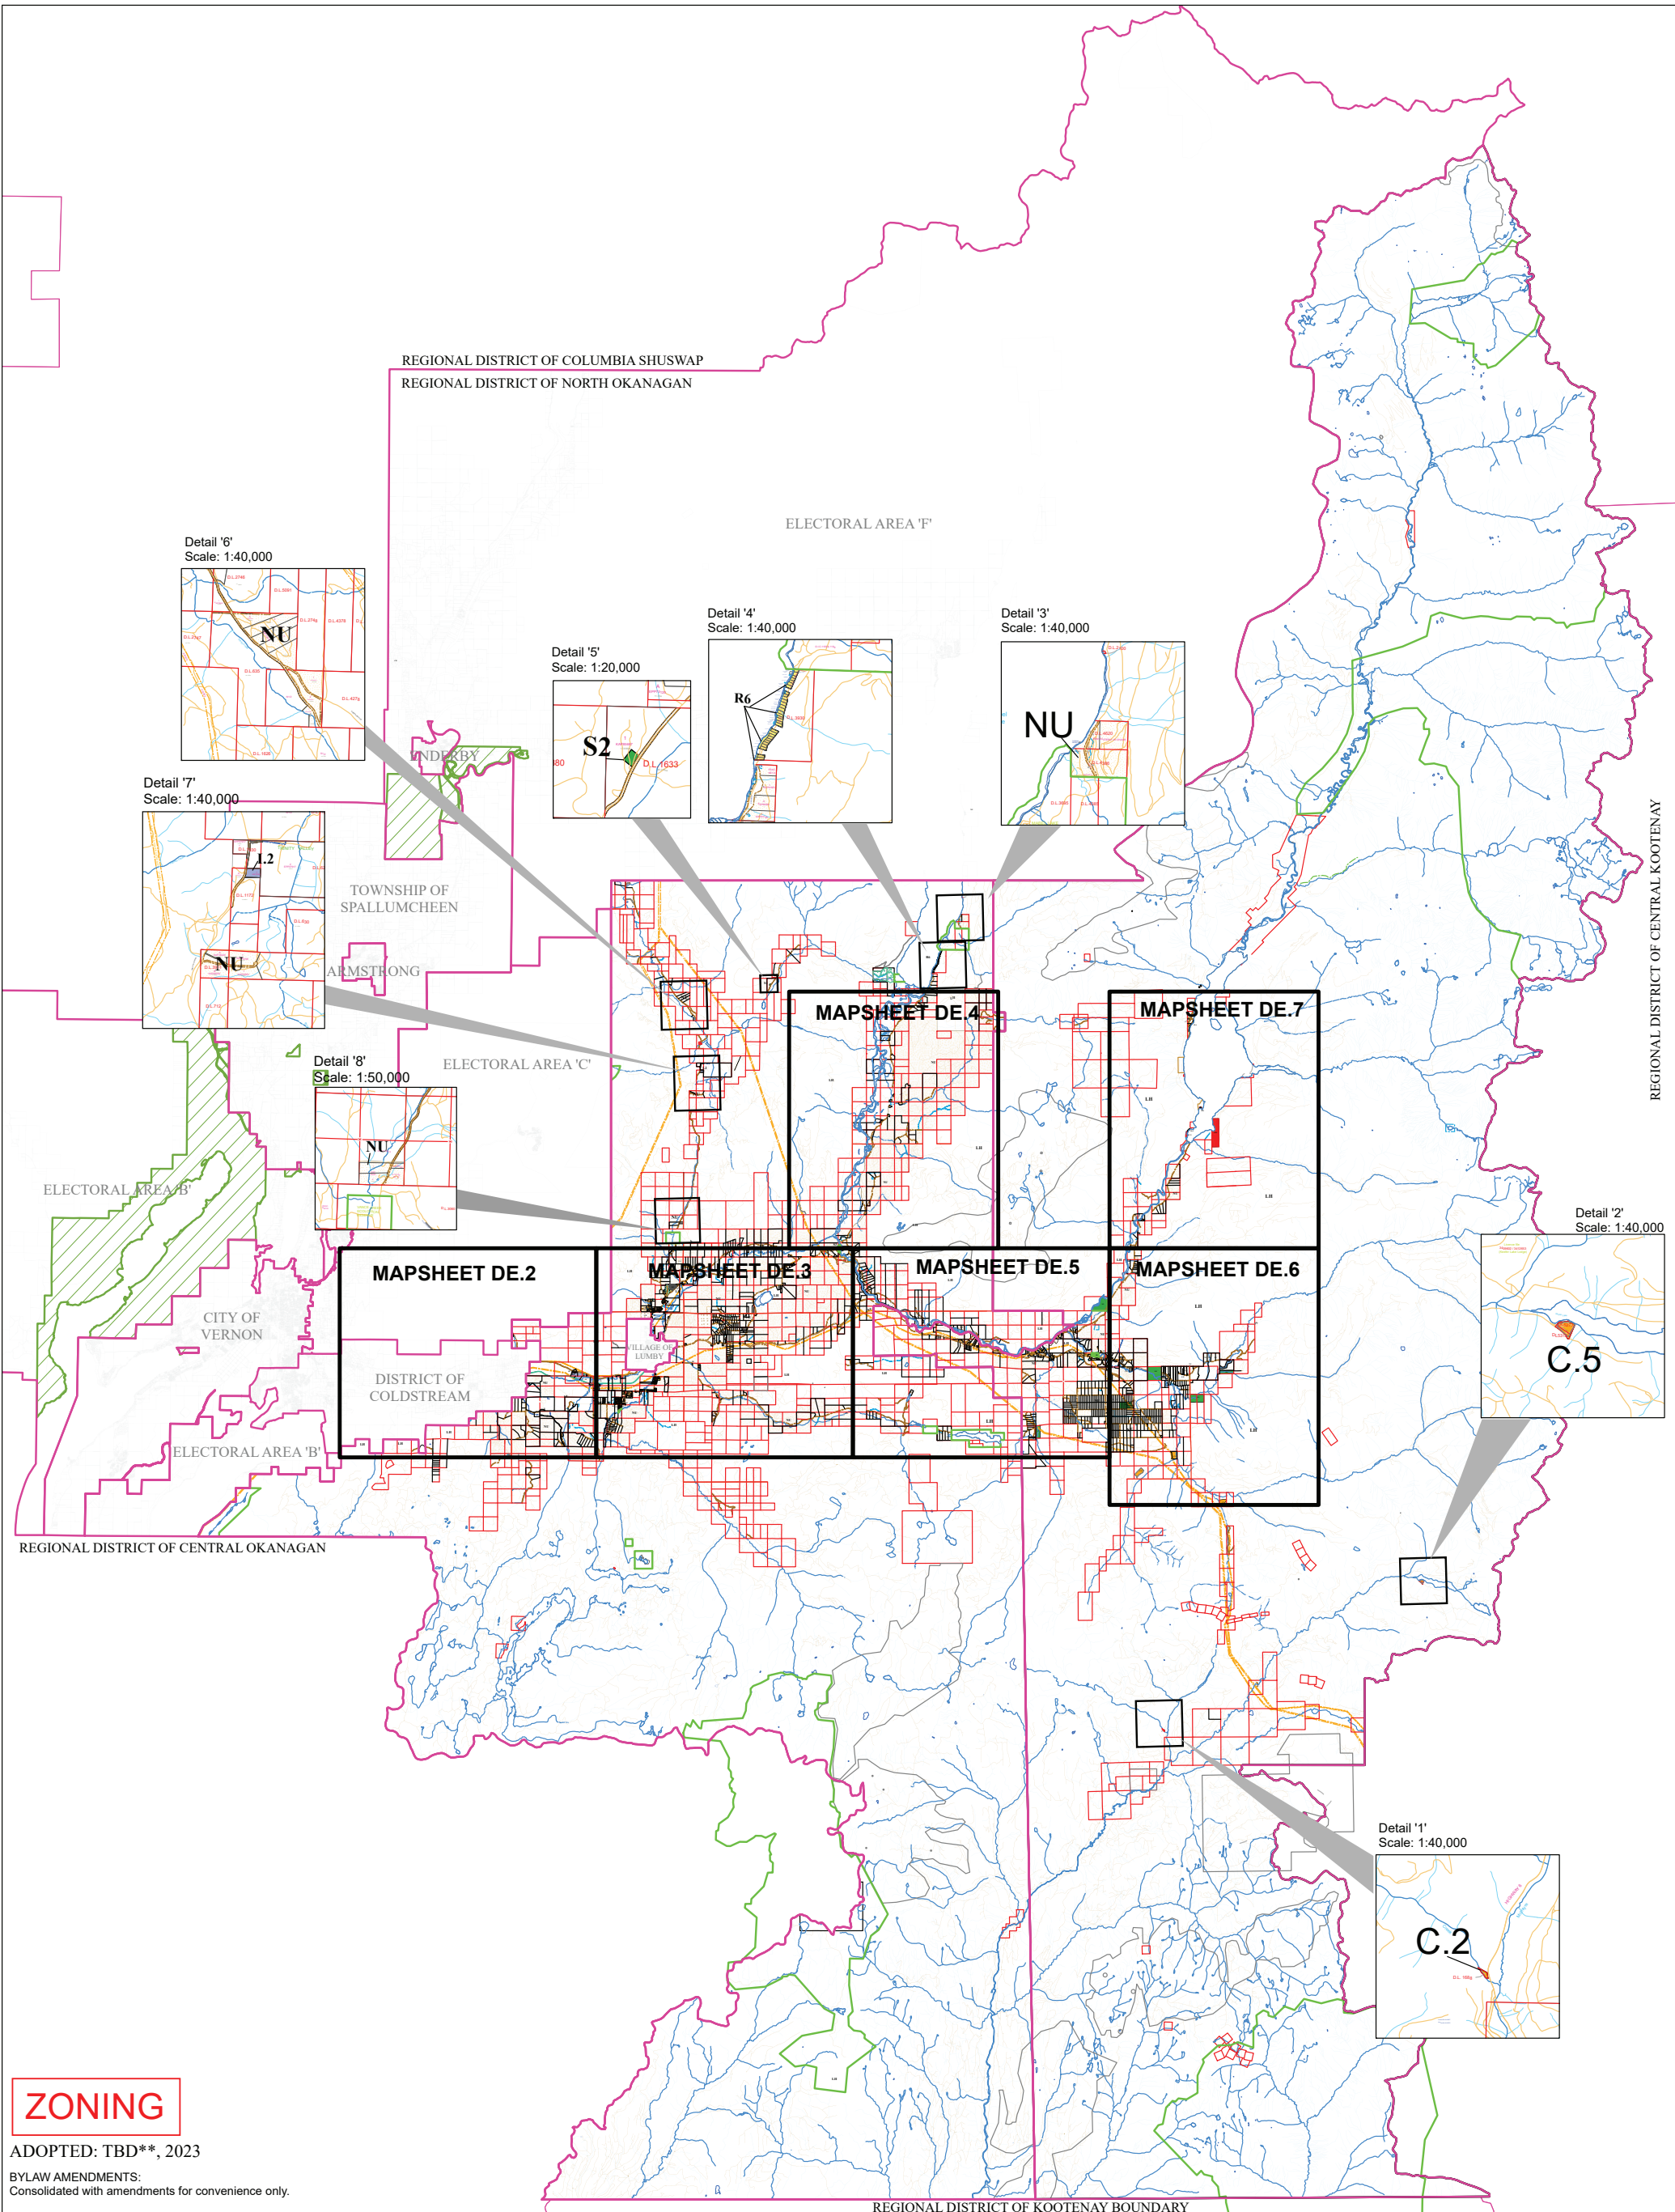 REGIONAL DISTRICT OF COLUMBIA SHUSWAP
REGIONAL DISTRICT OF NORTH OKANAGAN
ELECTORAL AREA 'F'
Detail '6'
Scale: 1:40,000
NU
Detail '5'
Scale: 1:20,000
S2
D.L.1633
Detail '4'
Scale: 1:40,000
R6
Detail '3'
Scale: 1:40,000
NU
ENDERBY
Detail '7'
Scale: 1:40,000
I.2
NU
TOWNSHIP OF
SPALLUMCHEEN
ARMSTRONG
REGIONAL DISTRICT OF CENTRAL KOOTENAY
MAPSHEET DE.4
MAPSHEET DE.7
ELECTORAL AREA 'C'
Detail '8'
Scale: 1:50,000
NU
ELECTORAL AREA 'B'
Detail '2'
Scale: 1:40,000
C.5
MAPSHEET DE.2
MAPSHEET DE.3
MAPSHEET DE.5
MAPSHEET DE.6
CITY OF
VERNON
VILLAGE OF
LUMBY
DISTRICT OF
COLDSTREAM
ELECTORAL AREA 'B'
REGIONAL DISTRICT OF CENTRAL OKANAGAN
Detail '1'
Scale: 1:40,000
C.2
ZONING
ADOPTED: TBD**, 2023
BYLAW AMENDMENTS:
Consolidated with amendments for convenience only.
REGIONAL DISTRICT OF KOOTENAY BOUNDARY